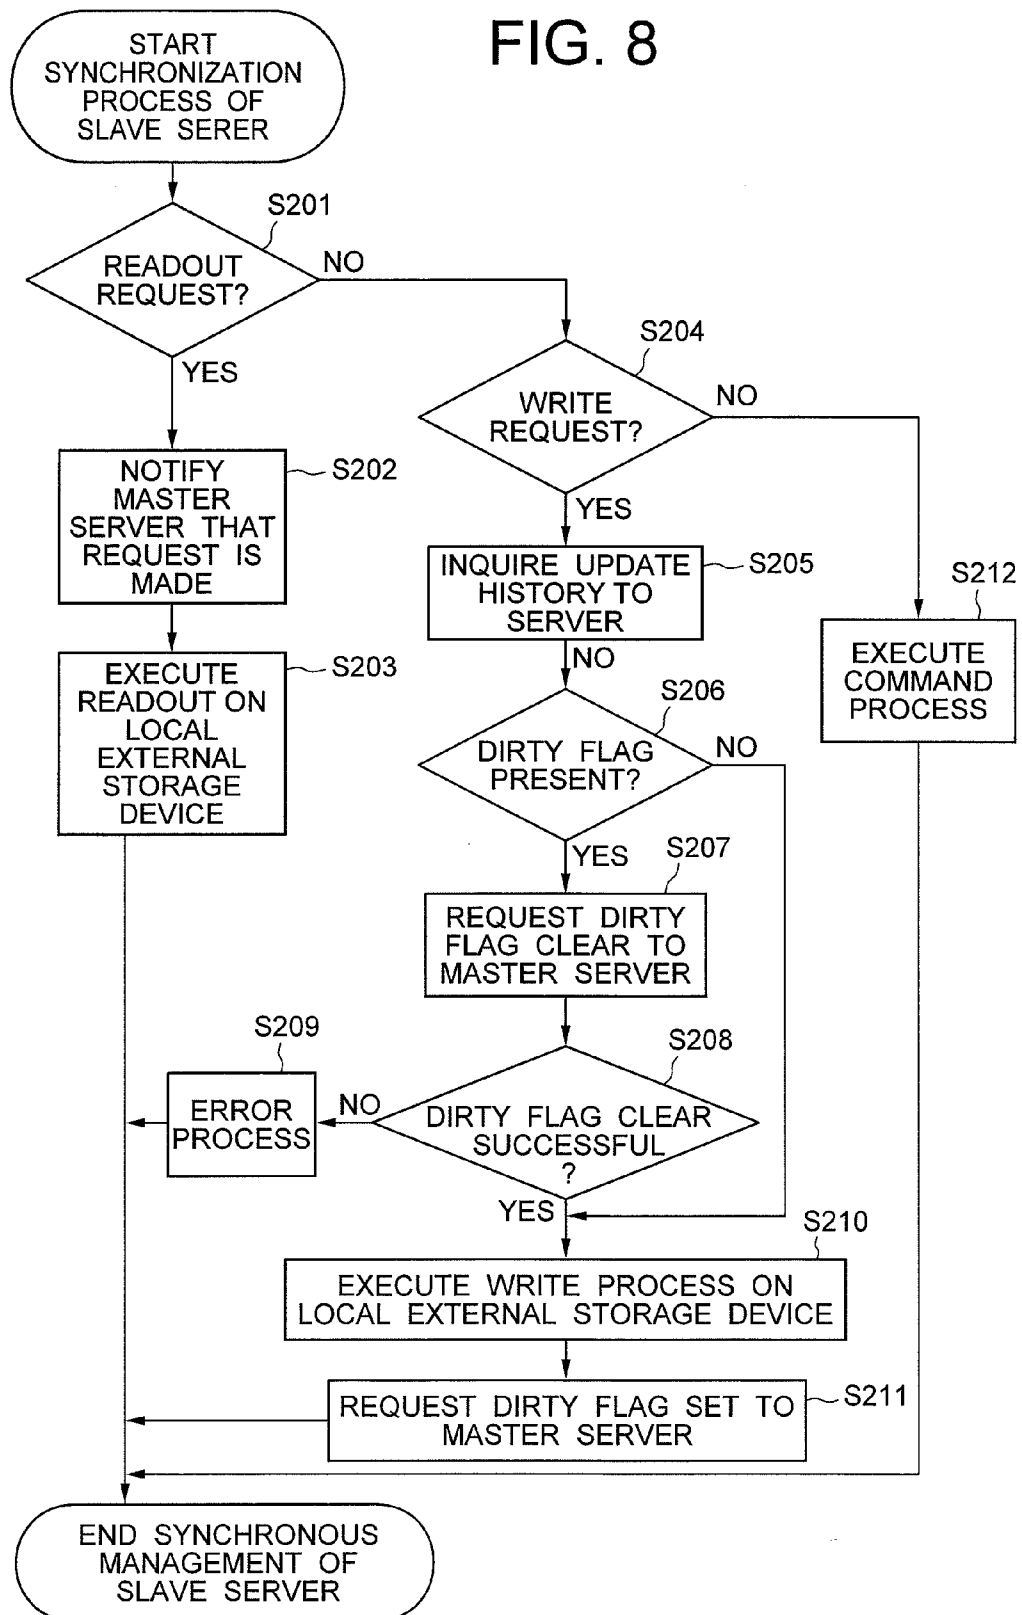 FIG. 8
START
SYNCHRONIZATION
PROCESS OF
SLAVE SERER
S201
READOUT
REQUEST?
NO
YES
S202
NOTIFY
MASTER
SERVER THAT
REQUEST IS
MADE
S203
EXECUTE
READOUT ON
LOCAL
EXTERNAL
STORAGE
DEVICE
S204
WRITE
REQUEST?
NO
YES
S205
INQUIRE UPDATE
HISTORY TO
SERVER
NO
S212
EXECUTE
COMMAND
PROCESS
S206
DIRTY FLAG
PRESENT?
NO
YES
S207
REQUEST DIRTY
FLAG CLEAR TO
MASTER SERVER
S208
DIRTY FLAG CLEAR
SUCCESSFUL
?
NO
YES
S209
ERROR
PROCESS
S210
EXECUTE WRITE PROCESS ON
LOCAL EXTERNAL STORAGE DEVICE
S211
REQUEST DIRTY FLAG SET TO
MASTER SERVER
END SYNCHRONOUS
MANAGEMENT OF
SLAVE SERVER